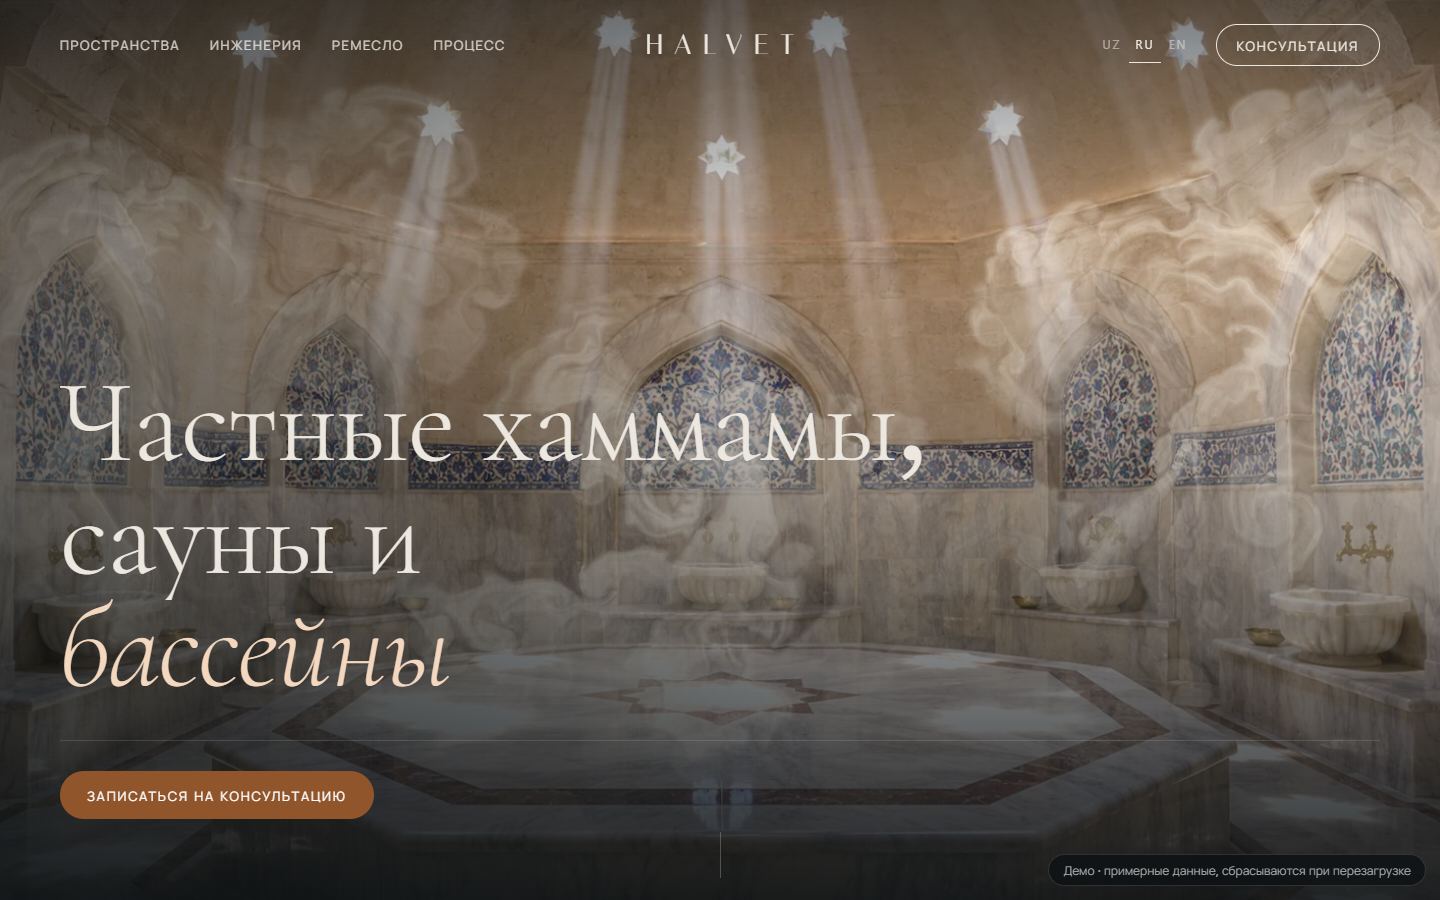 ПРОСТРАНСТВА ИНЖЕНЕРИЯ РЕМЕСЛО ПРОЦЕСС
HALVET
UZ RU EN
КОНСУЛЬТАЦИЯ
Частные хаммамы,
сауны и
бассейны
ЗАПИСАТЬСЯ НА КОНСУЛЬТАЦИЮ
Демо · примерные данные, сбрасываются при перезагрузке